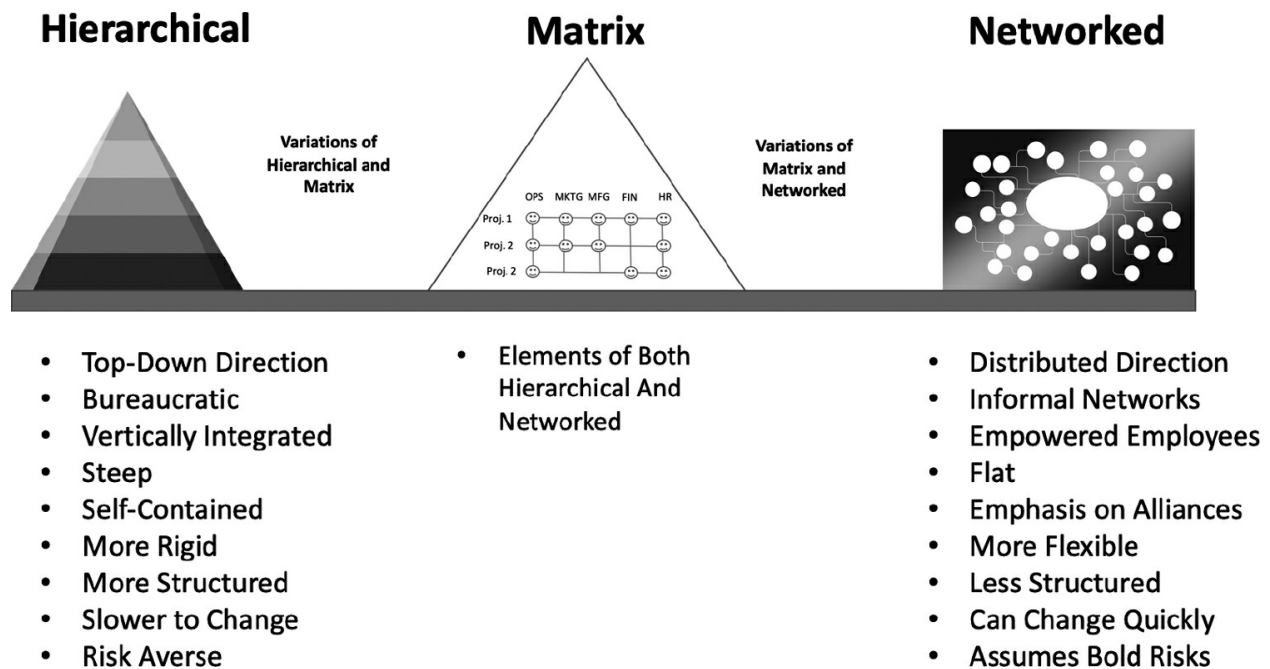 Hierarchical
Matrix
Networked
Variations of
Hierarchical and
Matrix
Variations of
Matrix and
Networked
OPS MKTG MFG FIN HR
Proj. 1
Proj. 2
Proj. 2
• Top-Down Direction
• Bureaucratic
• Vertically Integrated
• Steep
• Self-Contained
• More Rigid
• More Structured
• Slower to Change
• Risk Averse
• Elements of Both
Hierarchical And
Networked
• Distributed Direction
• Informal Networks
• Empowered Employees
• Flat
• Emphasis on Alliances
• More Flexible
• Less Structured
• Can Change Quickly
• Assumes Bold Risks